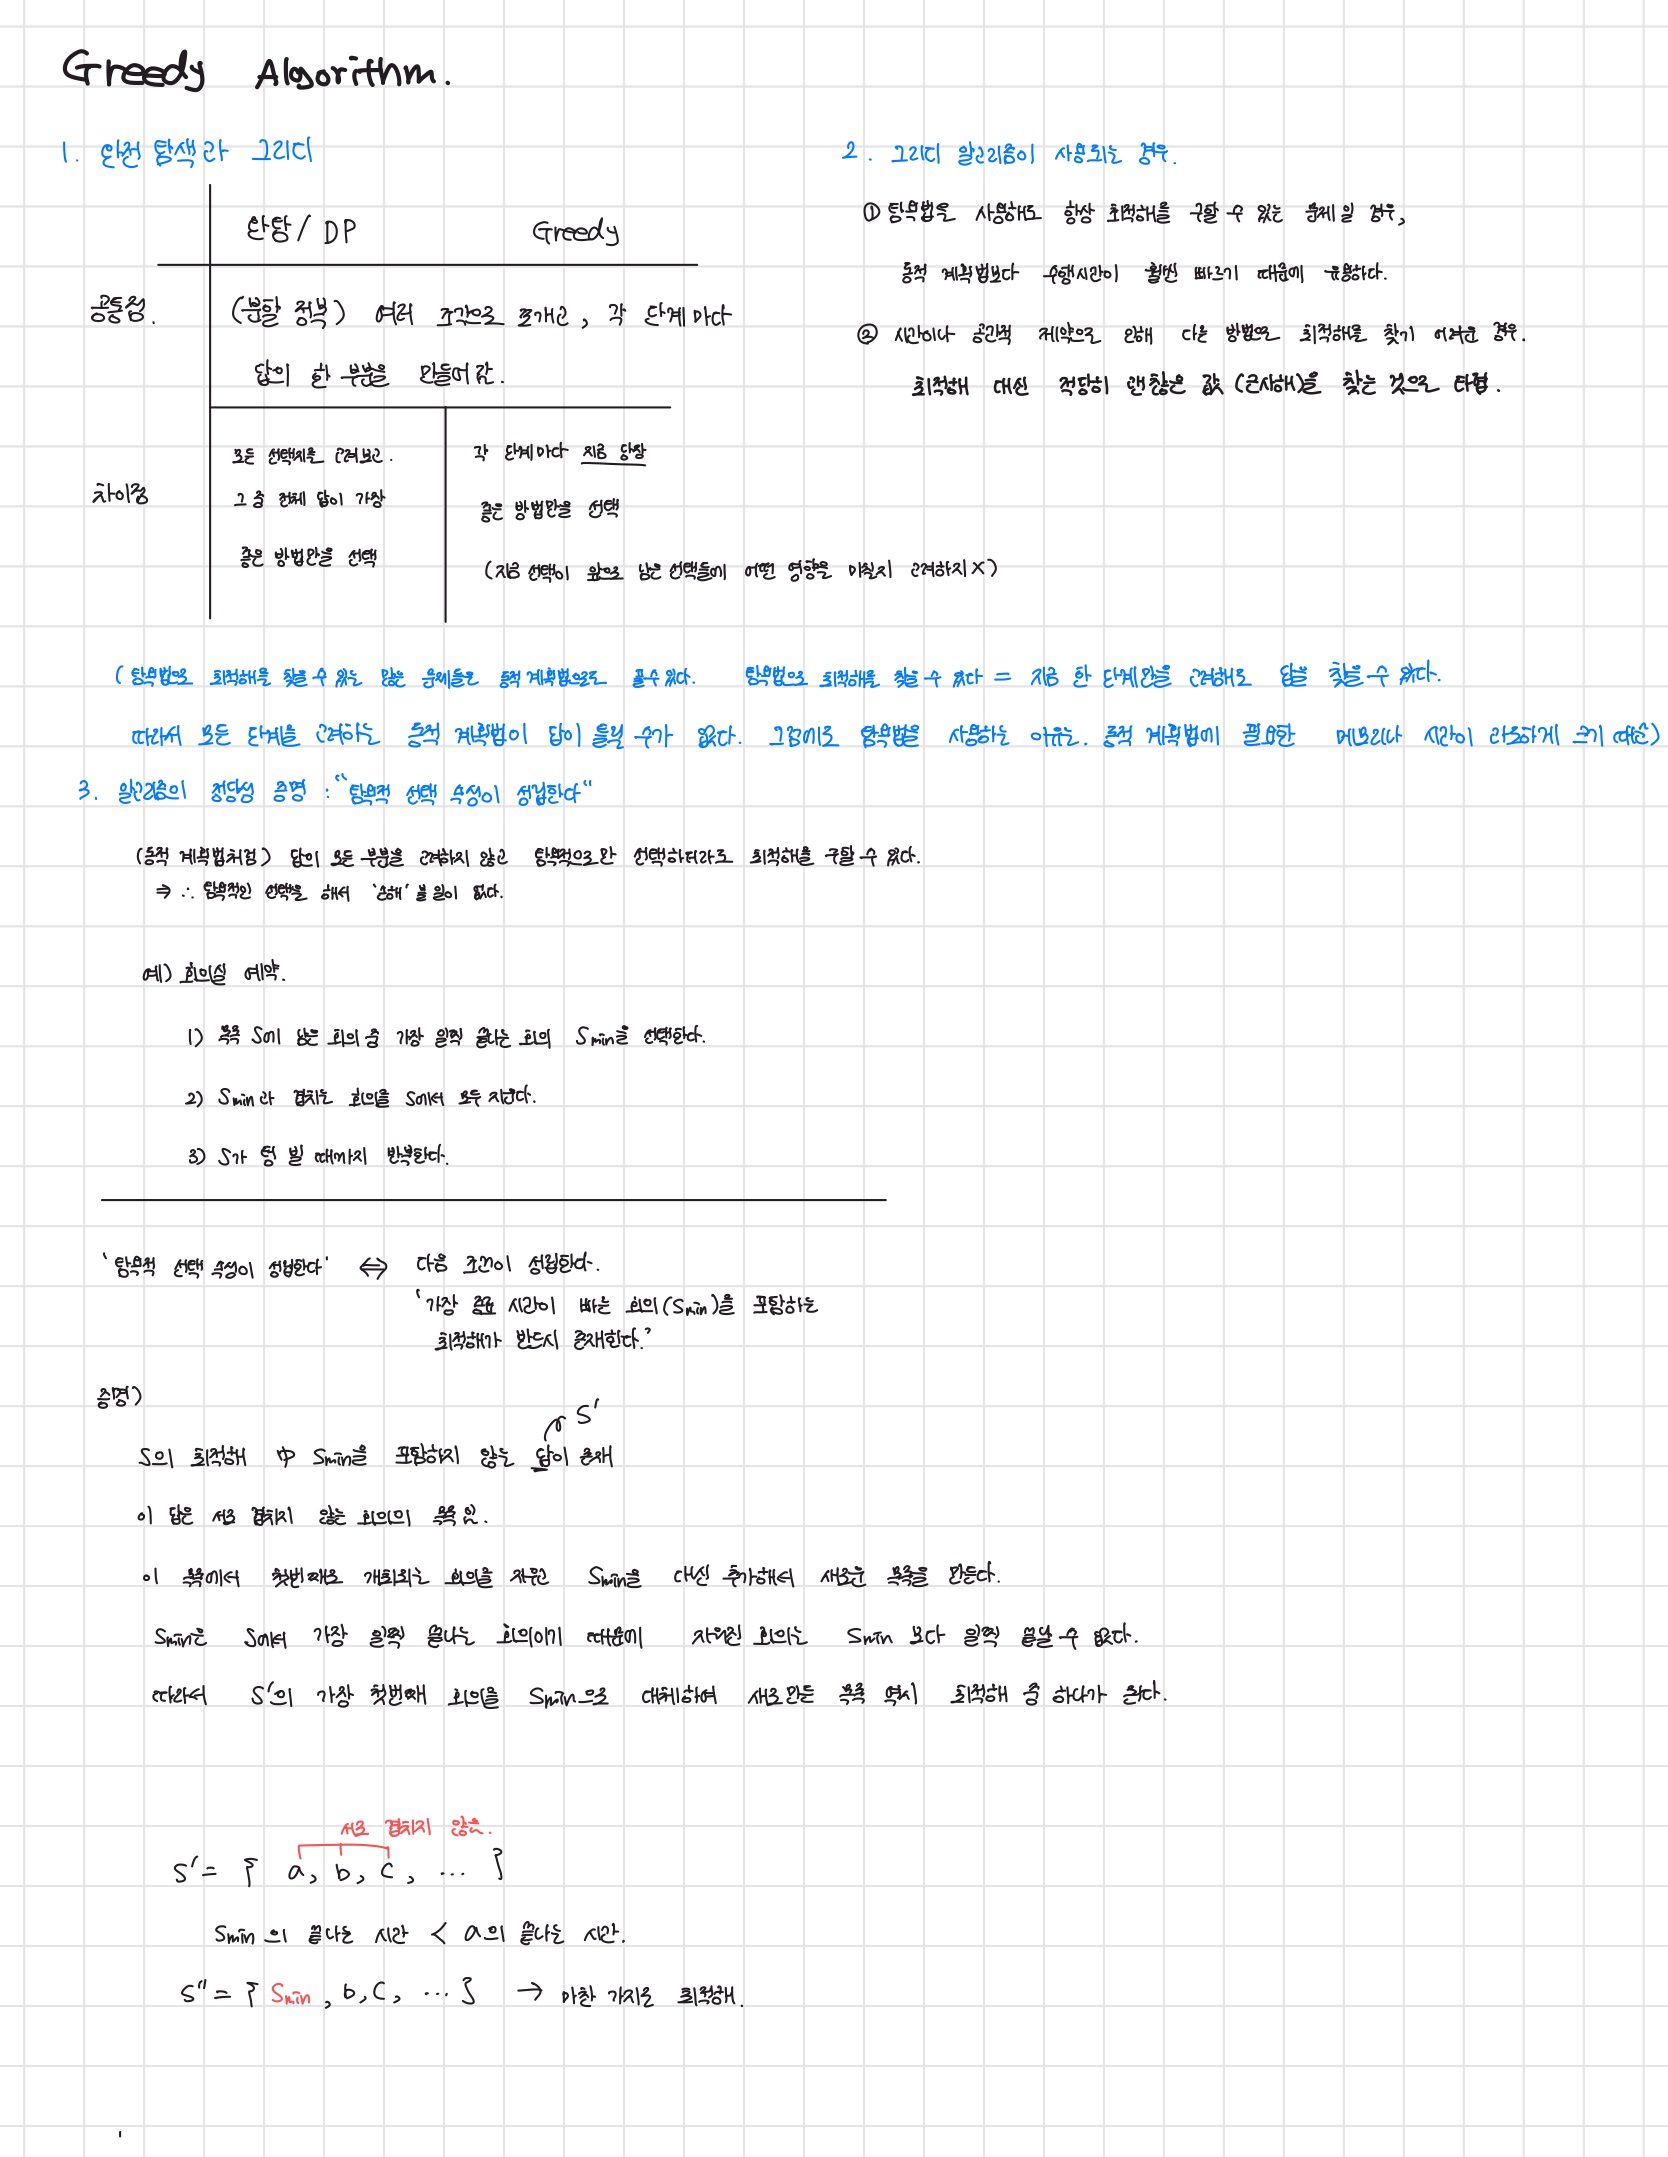 Greedy Algorithm.
1. 완전 탐색과 그리디
완탐 / DP Greedy
공통점. (분할 정복) 여러 조각으로 쪼개고, 각 단계마다
답의 한 부분을 만들어 감.
차이점
모든 선택지를 고려보고.
그 중 전체 답이 가장
좋은 방법만을 선택
각 단계마다 지금 당장
좋은 방법만을 선택
(지금 선택이 앞으로 남은 선택들에 어떤 영향을 미칠지 고려하지 X)
2. 그리디 알고리즘이 사용되는 경우.
① 탐욕법을 사용해도 항상 최적해를 구할 수 있는 문제일 경우,
동적 계획법보다 수행시간이 훨씬 빠르기 때문에 유용하다.
② 시간이나 공간적 제약으로 인해 다른 방법으로 최적해를 찾기 어려운 경우.
최적해 대신 적당히 괜찮은 값 (근사해)을 찾는 것으로 타협.
(탐욕법으로 최적해를 찾을 수 있는 많은 문제들은 동적 계획법으로도 풀 수 있다. 탐욕법으로 최적해를 찾을 수 있다 = 지금 한 단계만을 고려해도 답을 찾을 수 있다.
따라서 모든 단계를 고려하는 동적 계획법이 답이 틀릴 수가 없다. 그럼에도 탐욕법을 사용하는 이유는. 동적 계획법에 필요한 메모리나 시간이 과도하게 크기 때문)
3. 알고리즘의 정당성 증명 : "탐욕적 선택 속성이 성립한다"
(동적 계획법처럼) 답의 모든 부분을 고려하지 않고 탐욕적으로만 선택하더라도 최적해를 구할 수 있다.
⇒ ∴ 탐욕적인 선택을 해서 '손해' 볼 일이 없다.
예) 회의실 예약.
1) 목록 S에 남은 회의 중 가장 일찍 끝나는 회의 Smin을 선택한다.
2) Smin과 겹치는 회의를 S에서 모두 지운다.
3) S가 텅 빌 때까지 반복한다.
'탐욕적 선택 속성이 성립한다' ⇔ 다음 조건이 성립한다.
'가장 종료 시간이 빠른 회의(Smin)을 포함하는
최적해가 반드시 존재한다.'
증명)
S'
S의 최적해 中 Smin을 포함하지 않는 답이 존재
이 답은 서로 겹치지 않는 회의의 목록임.
이 목록에서 첫번째로 개최되는 회의를 지우고 Smin을 대신 추가해서 새로운 목록을 만든다.
Smin은 S에서 가장 일찍 끝나는 회의이기 때문에 지워진 회의는 Smin 보다 일찍 끝날 수 없다.
따라서 S'의 가장 첫번째 회의를 Smin으로 대체하여 새로 만든 목록 역시 최적해 중 하나가 된다.
서로 겹치지 않음.
S' = { a, b, c, ... }
Smin의 끝나는 시간 < a의 끝나는 시간.
S" = { Smin, b, C, ... } → 마찬가지로 최적해.